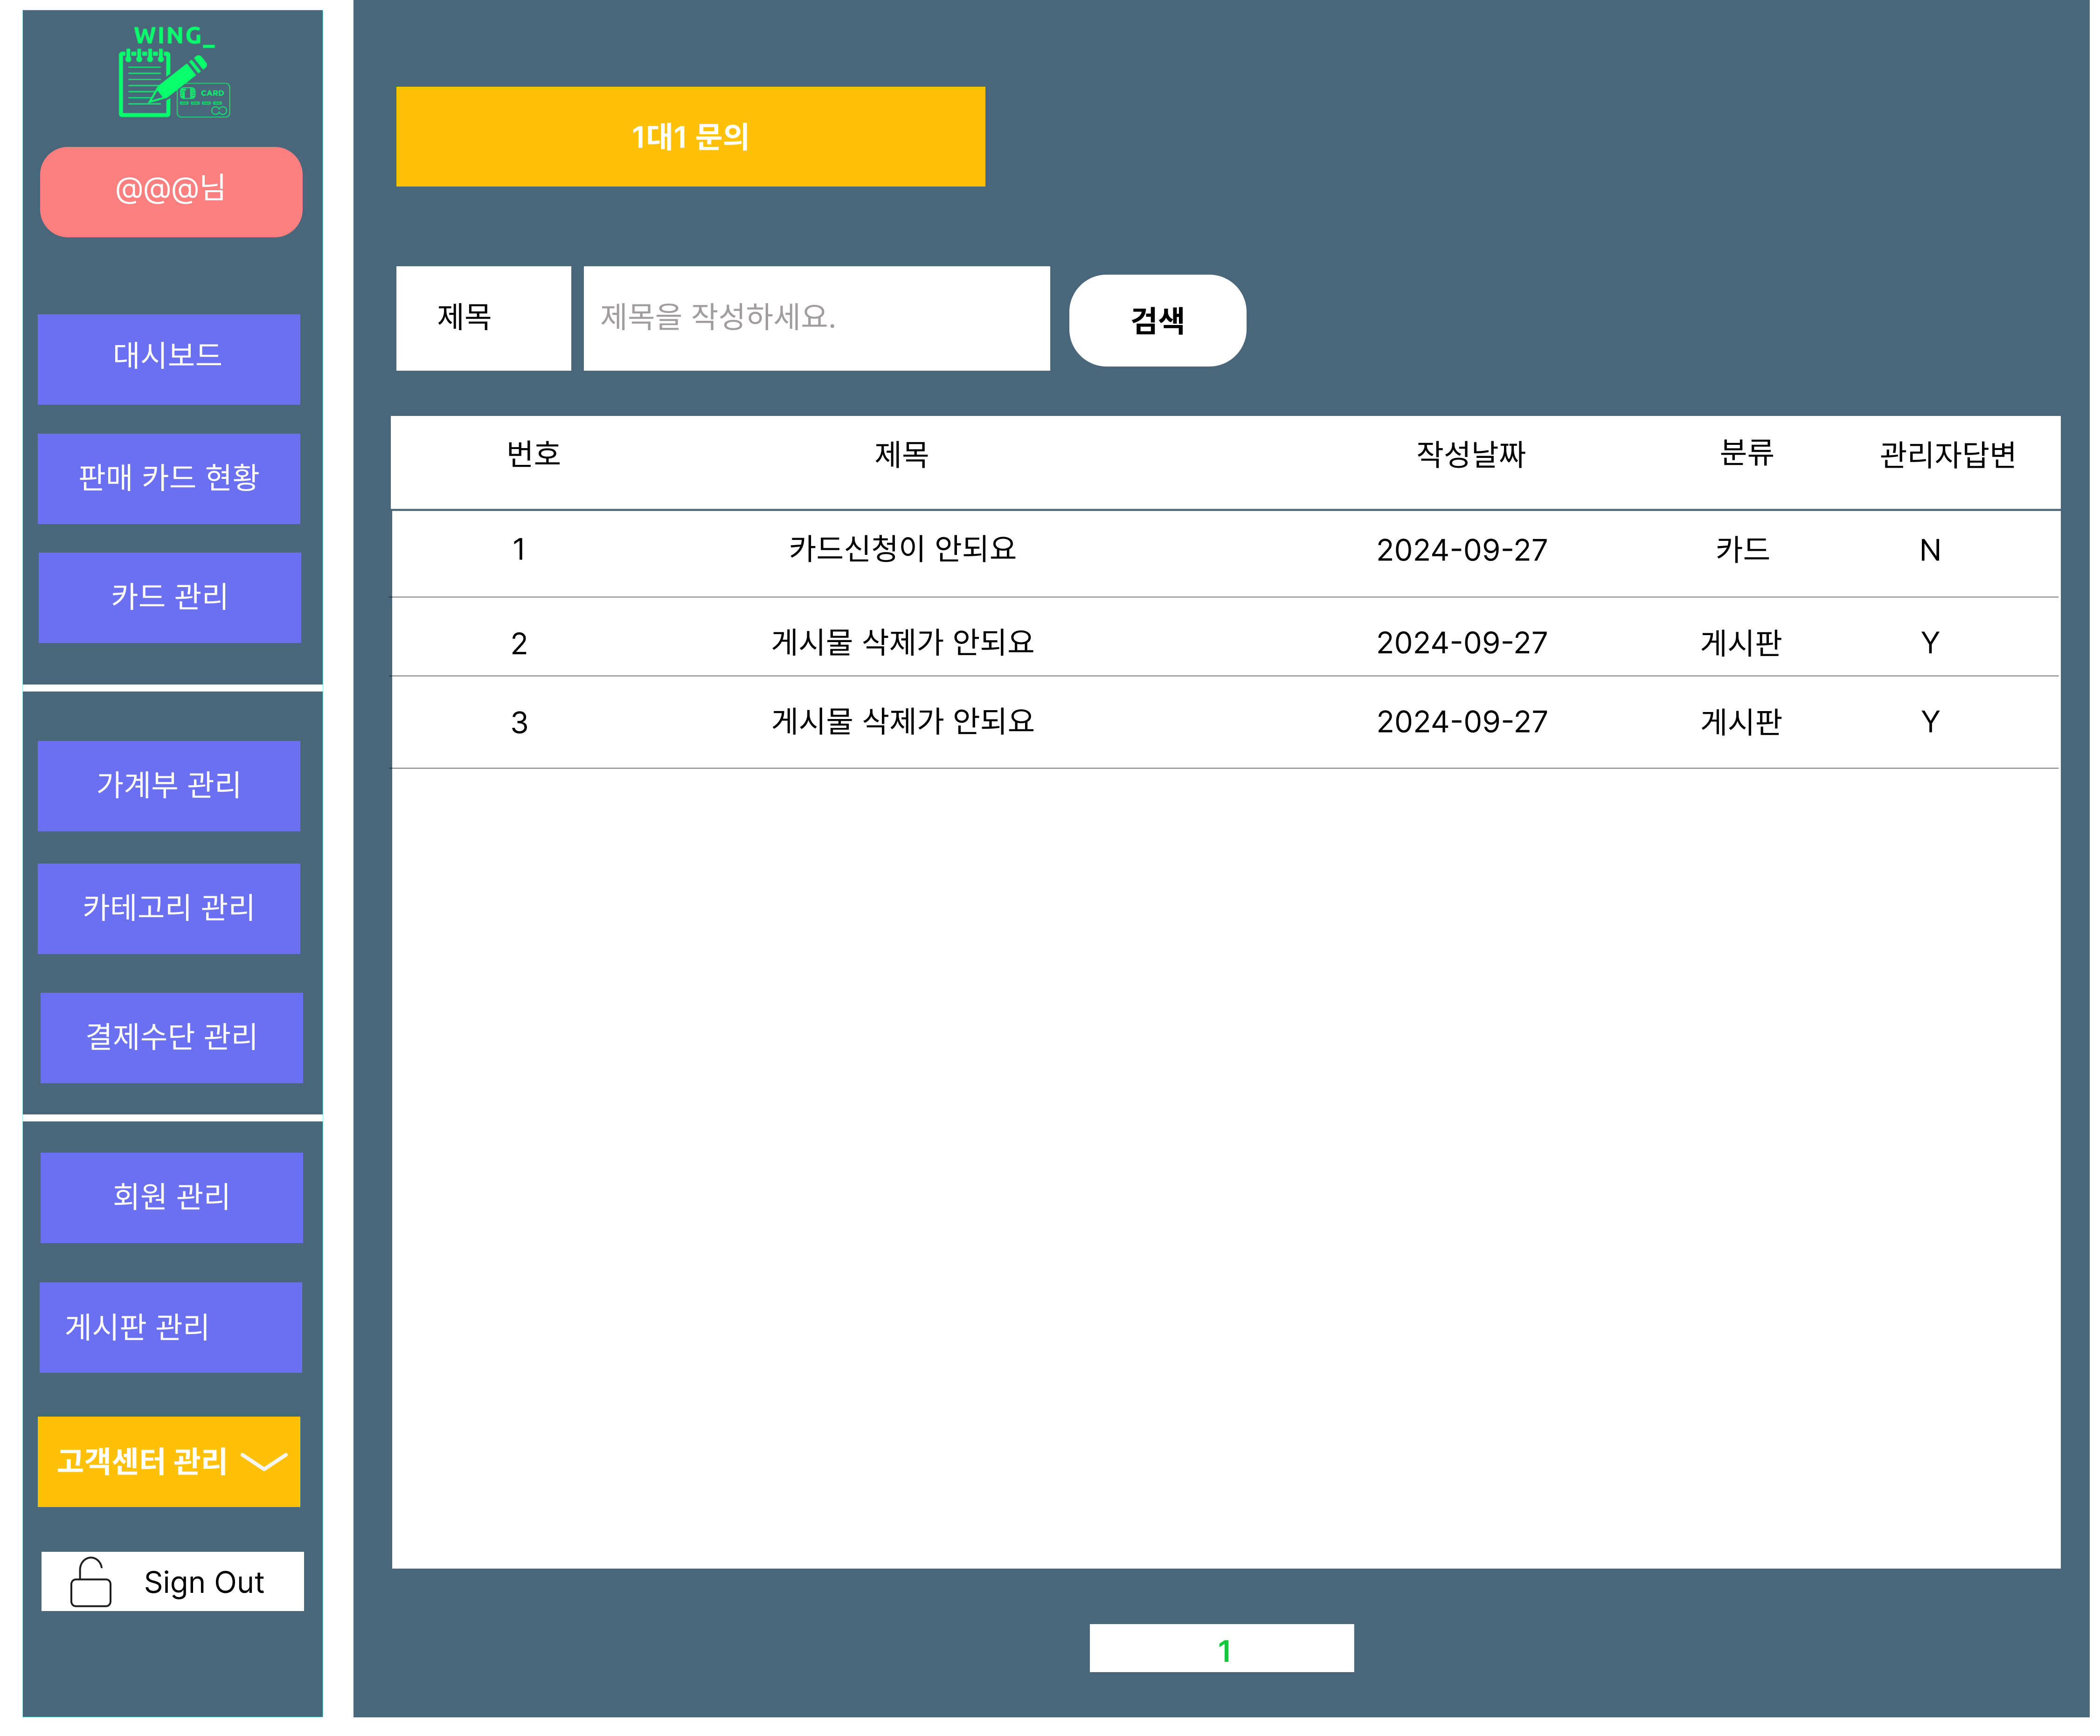 WING_
CARD
@@@님
대시보드
판매 카드 현황
카드 관리
가계부 관리
카테고리 관리
결제수단 관리
회원 관리
게시판 관리
고객센터 관리
Sign Out
1대1 문의
제목 제목을 작성하세요. 검색
번호 제목 작성날짜 분류 관리자답변
1 카드신청이 안되요 2024-09-27 카드 N
2 게시물 삭제가 안되요 2024-09-27 게시판 Y
3 게시물 삭제가 안되요 2024-09-27 게시판 Y
1